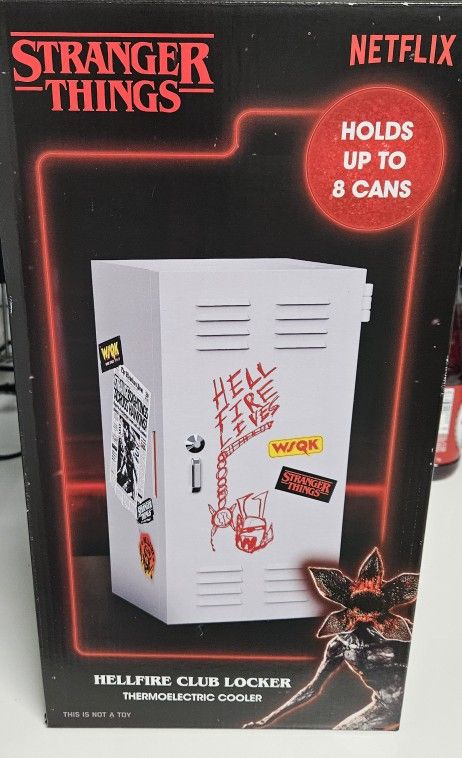 STRANGER
THINGS
NETFLIX
HOLDS
UP TO
8 CANS
WSQK
HELL
FIRE
LIVES
WSQK
STRANGER
THINGS
HELLFIRE CLUB LOCKER
THERMOELECTRIC COOLER
THIS IS NOT A TOY